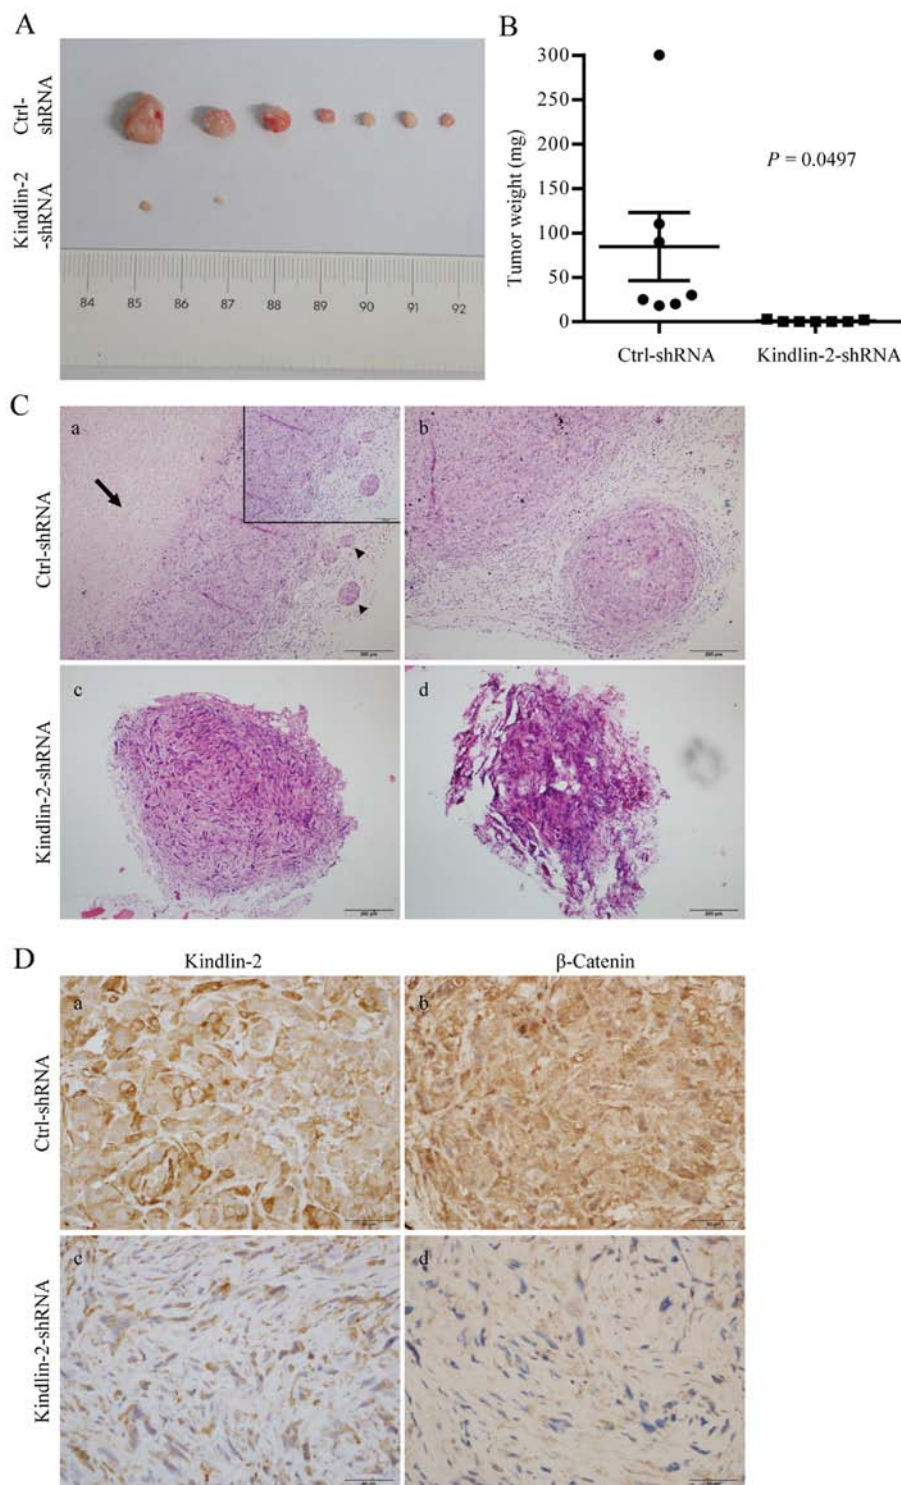 A
Ctrl-
shRNA
Kindlin-2
-shRNA
84 85 86 87 88 89 90 91 92
B
Tumor weight (mg)
300
250
200
150
100
50
0
P = 0.0497
Ctrl-shRNA
Kindlin-2-shRNA
C
Ctrl-shRNA
a
b
Kindlin-2-shRNA
c
d
D
Kindlin-2
β-Catenin
Ctrl-shRNA
a
b
Kindlin-2-shRNA
c
d